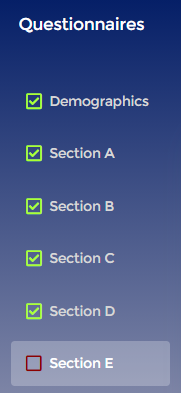 Questionnaires
Demographics
Section A
Section B
Section C
Section D
Section E